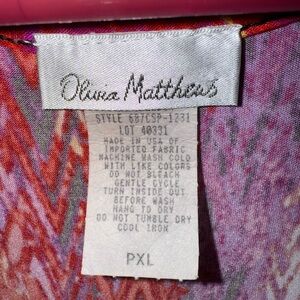 Olivia Matthews
STYLE 687CSP-1231
LOT 40331
MADE IN USA OF
IMPORTED FABRIC
MACHINE WASH COLD
WITH LIKE COLORS
DO NOT BLEACH
GENTLE CYCLE
TURN INSIDE OUT
BEFORE WASH
HANG TO DRY
DO NOT TUMBLE DRY
COOL IRON
PXL